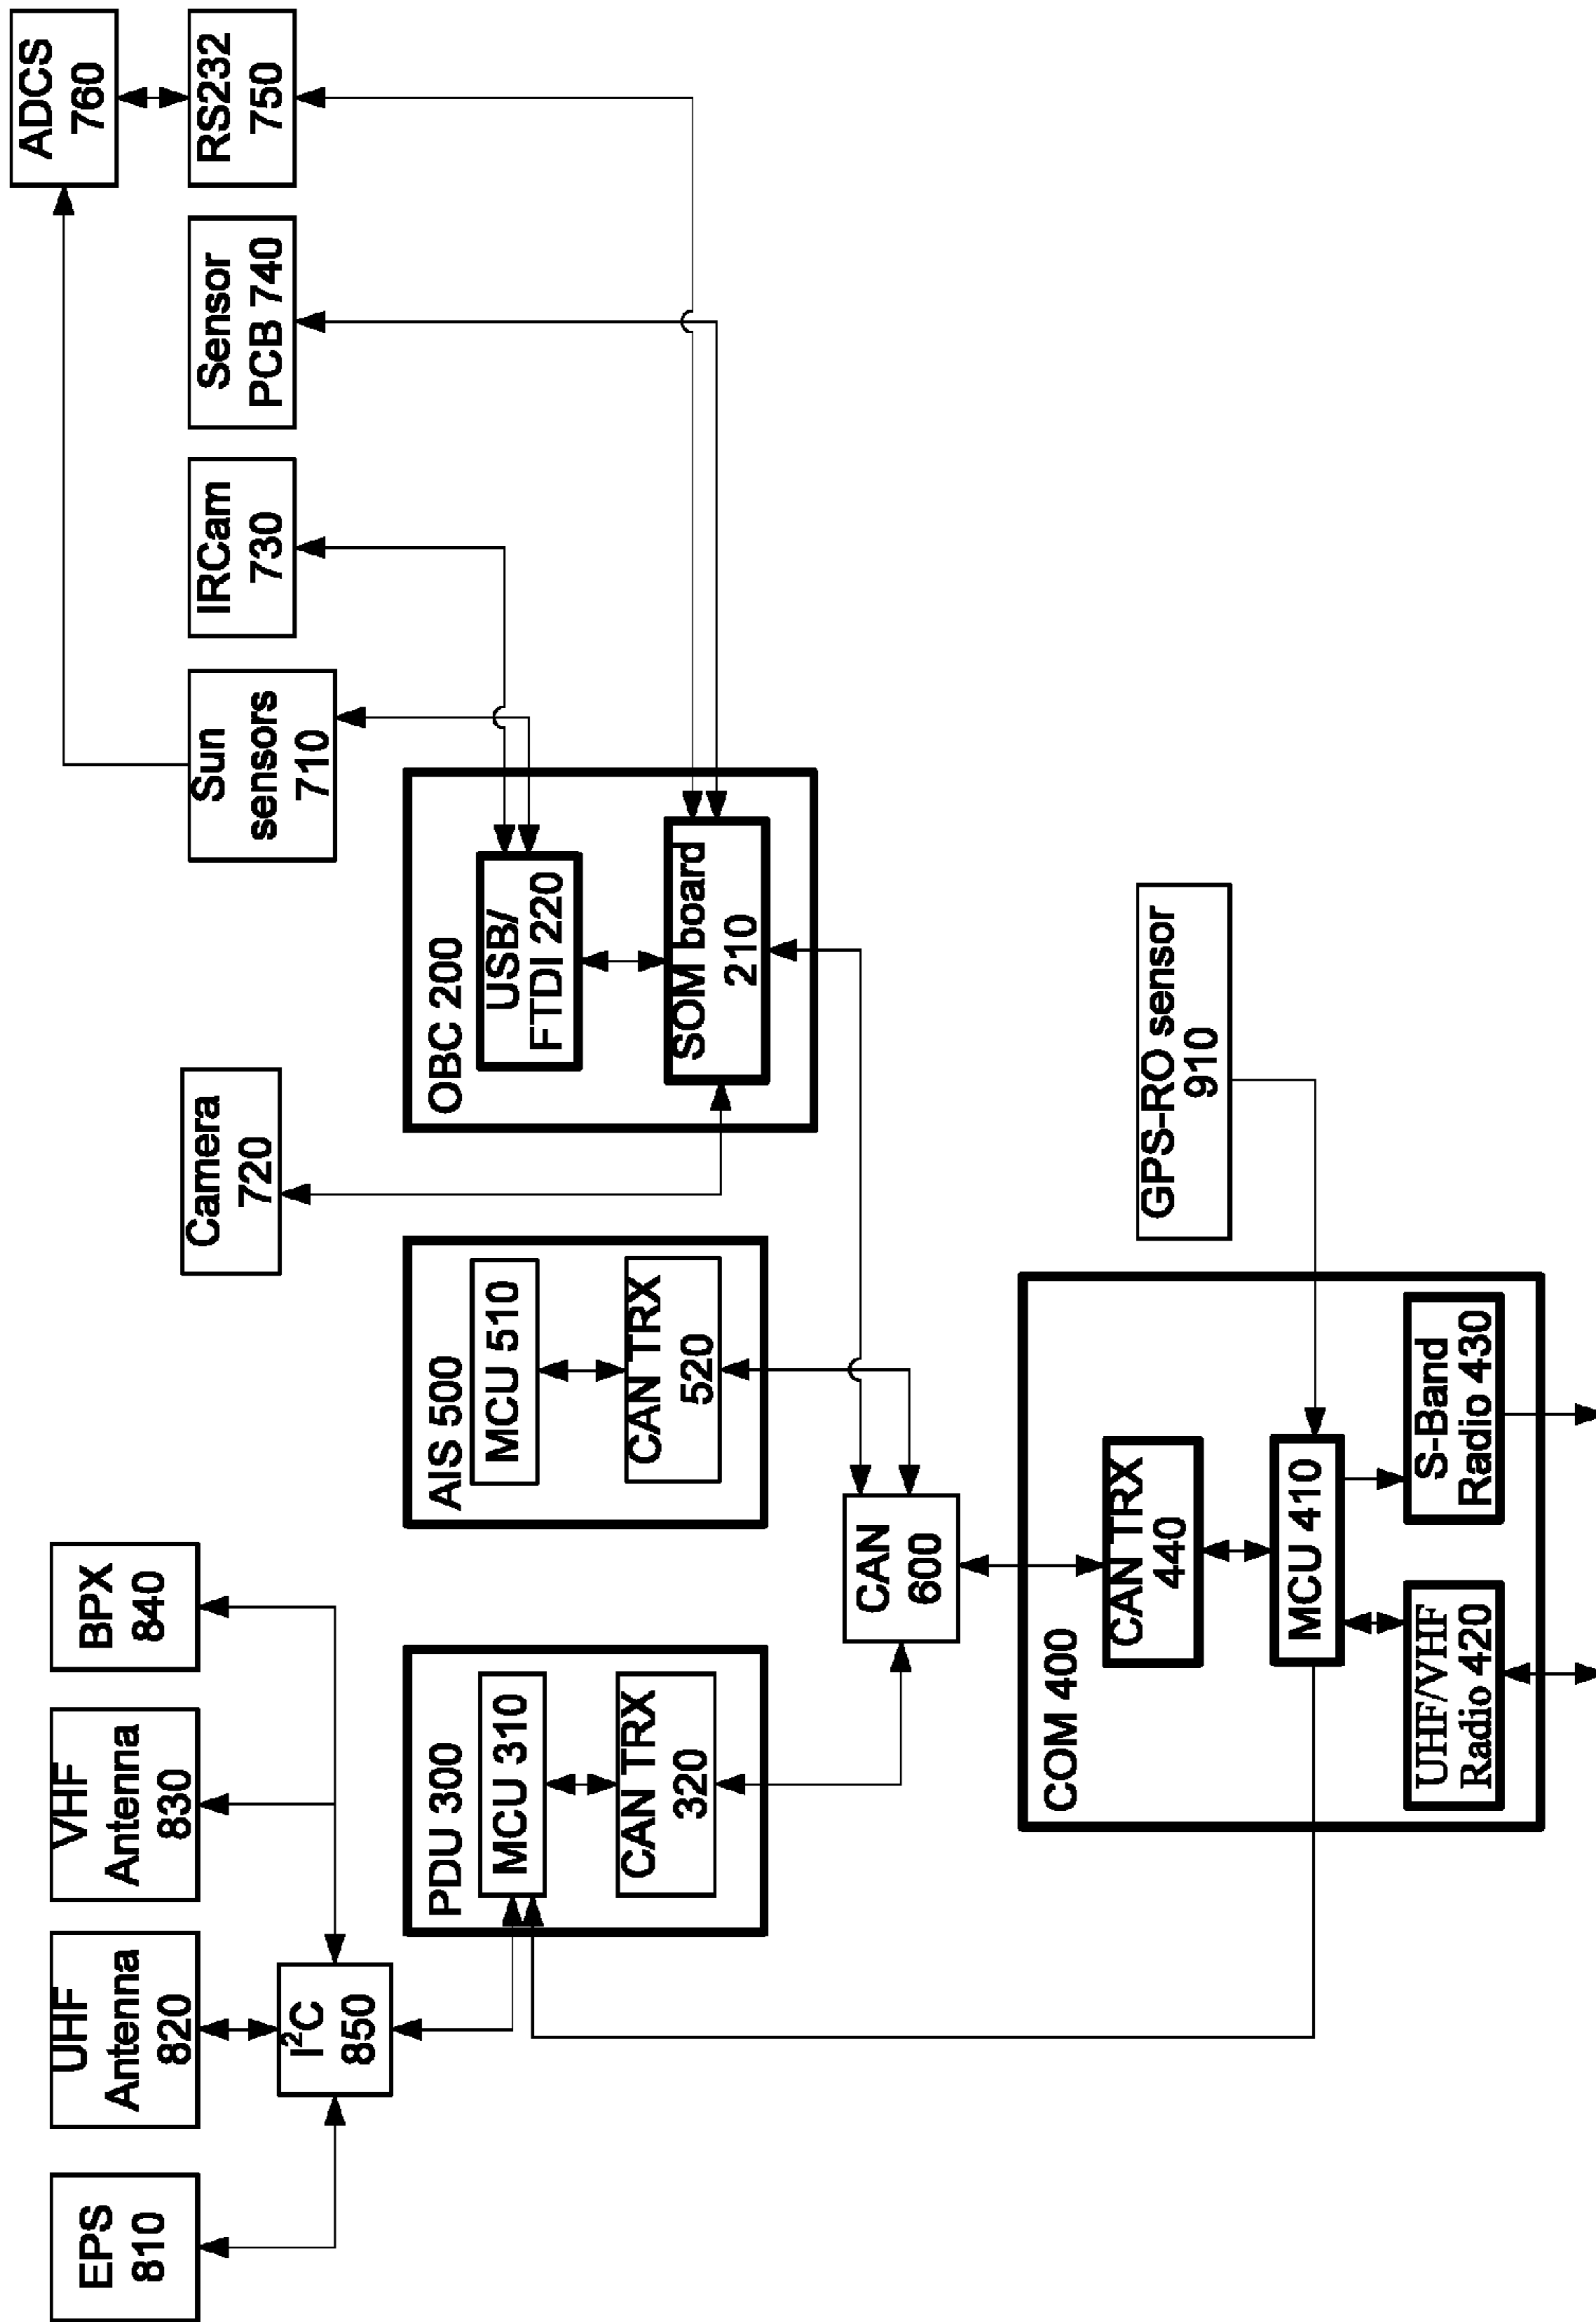 EPS
810
UHF
Antenna
820
VHF
Antenna
830
BPX
840
I²C
850
Camera
720
Sun
sensors
710
IRCam
730
Sensor
PCB 740
RS232
750
ADCS
760
PDU 300
MCU 310
CAN TRX
320
AIS 500
MCU 510
CAN TRX
520
OBC 200
USB/
FTDI 220
SOM board
210
CAN
600
COM 400
CAN TRX
440
MCU 410
UHF/VHF
Radio 420
S-Band
Radio 430
GPS-RO sensor
910